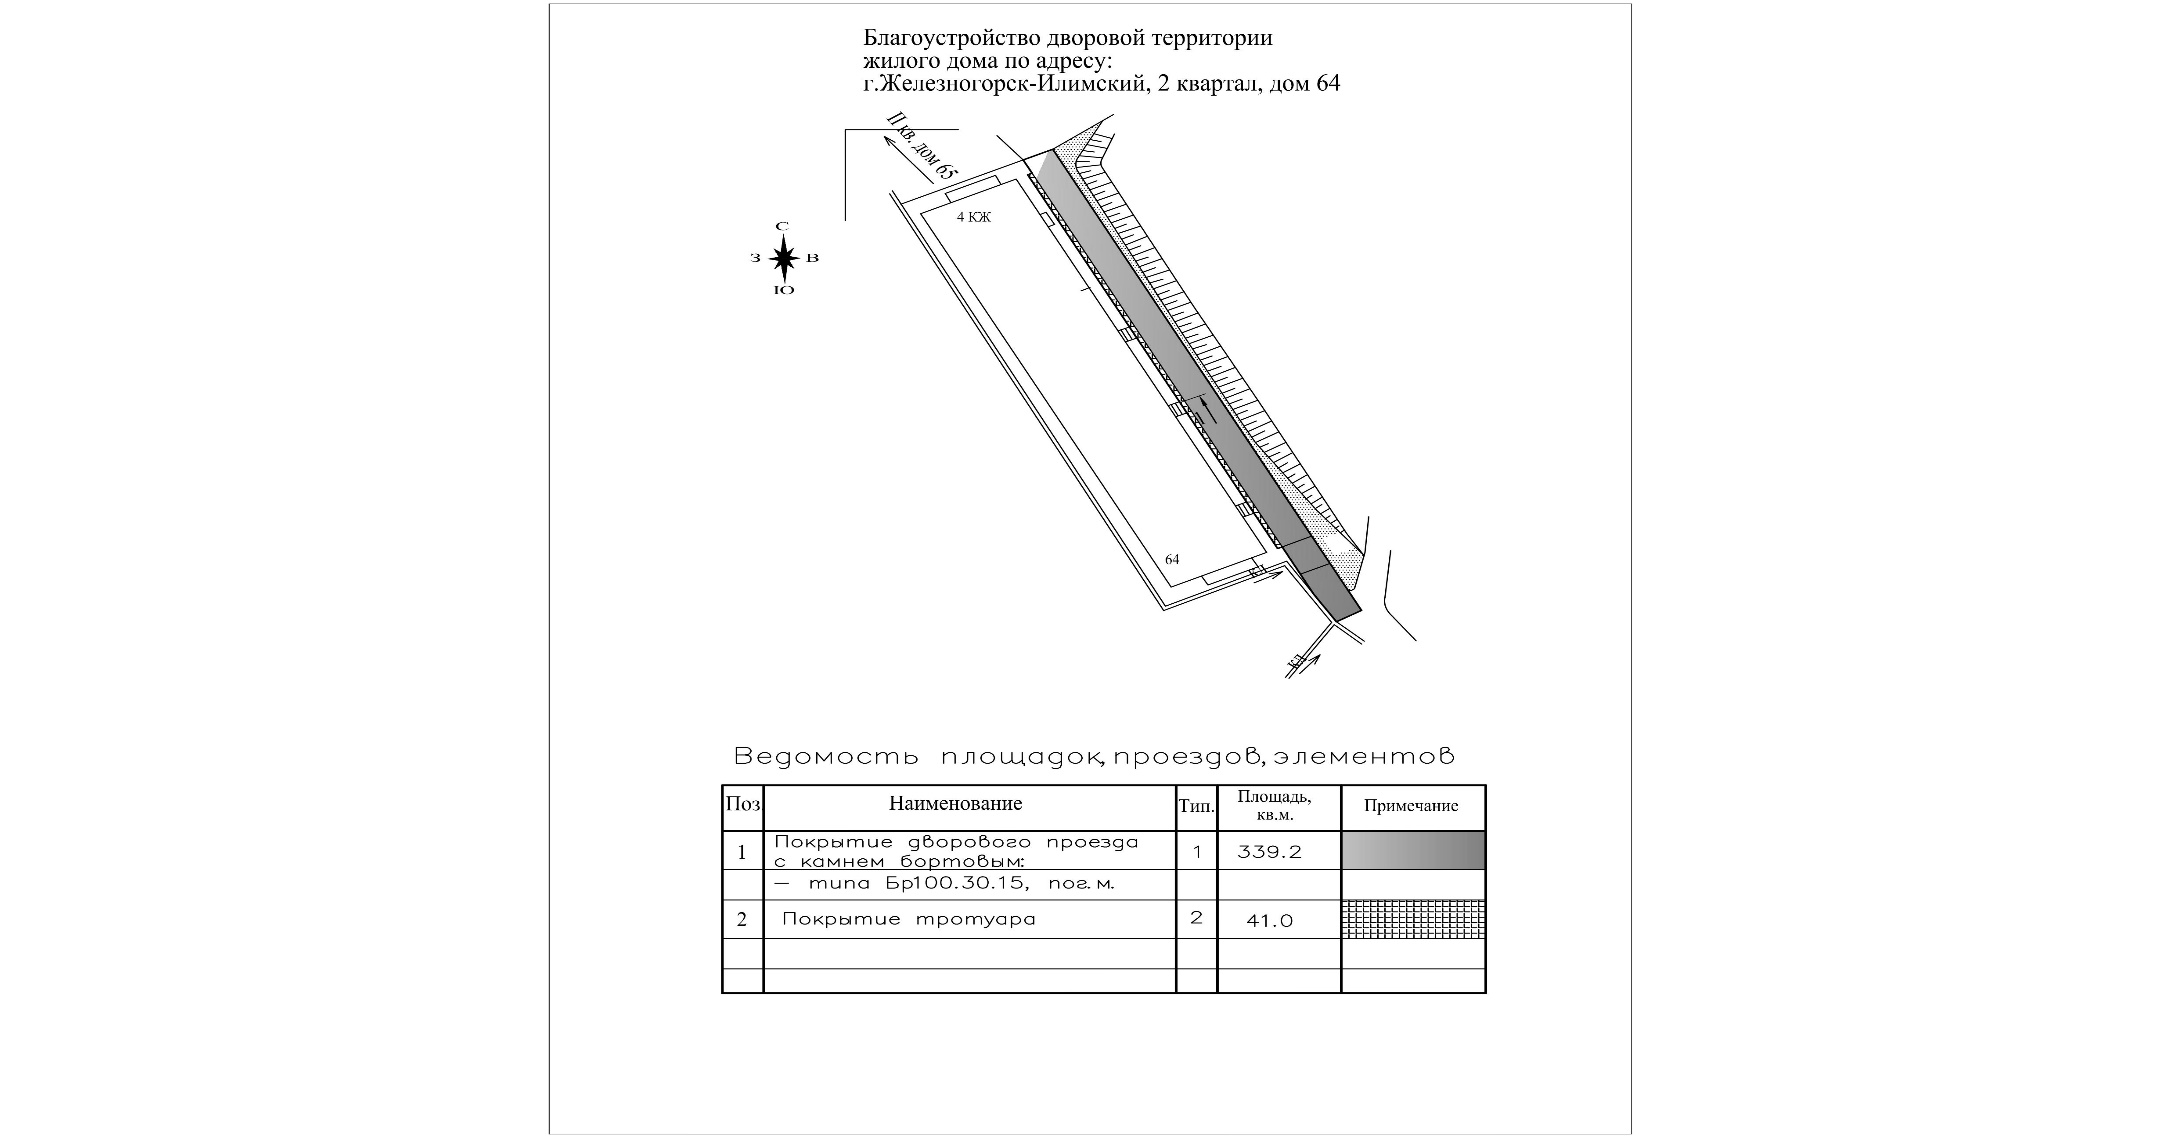 Благоустройство дворовой территории
жилого дома по адресу:
г.Железногорск-Илимский, 2 квартал, дом 64
II кв. дом 65
4 КЖ
С
З В
Ю
64
кл
Ведомость площадок, проездов, элементов
Поз Наименование Тип. Площадь, Примечание
кв.м.
1 Покрытие дворового проезда 1 339.2
с камнем бортовым:
– типа Бр100.30.15, пог.м.
2 Покрытие тротуара 2 41.0